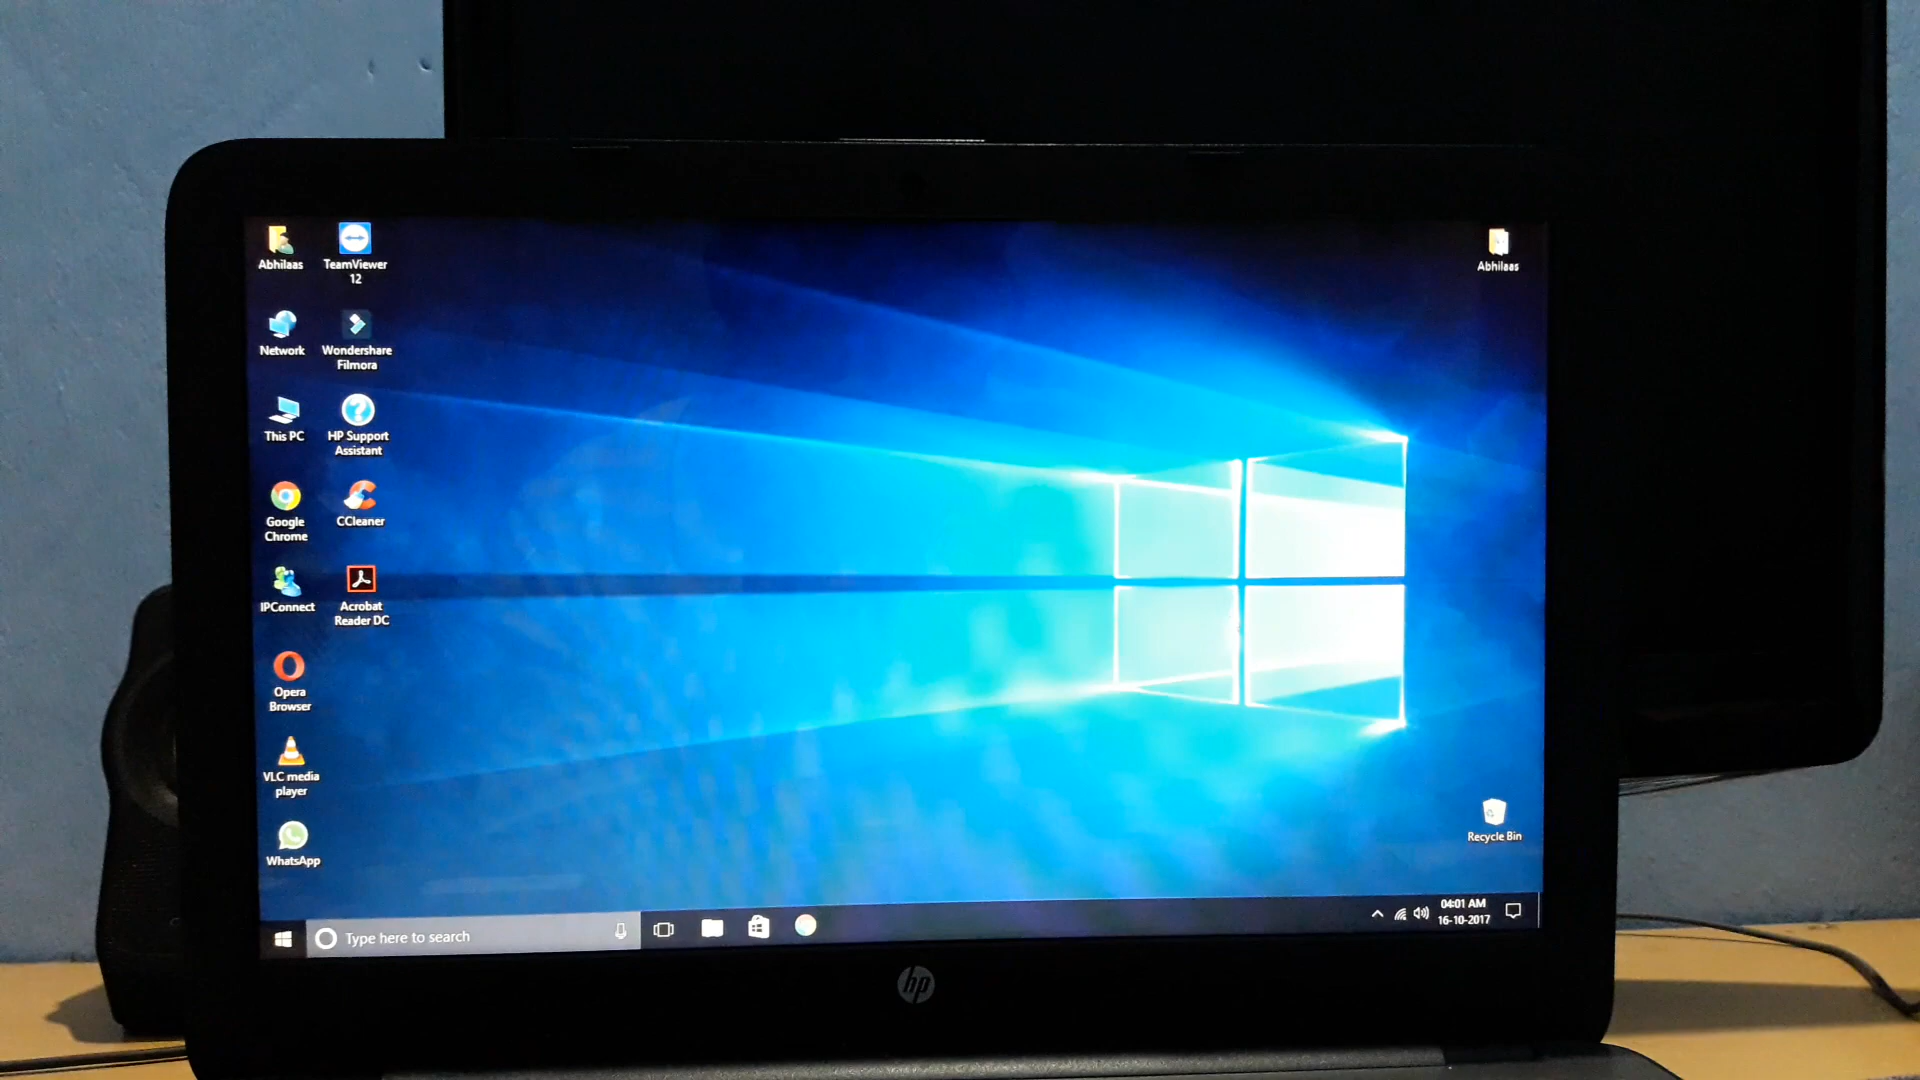 Abhilaas
TeamViewer
12
Network
Wondershare
Filmora
This PC
HP Support
Assistant
Google
Chrome
CCleaner
IPConnect
Acrobat
Reader DC
Opera
Browser
VLC media
player
WhatsApp
Abhilaas
Recycle Bin
Type here to search
04:01 AM
16-10-2017
hp